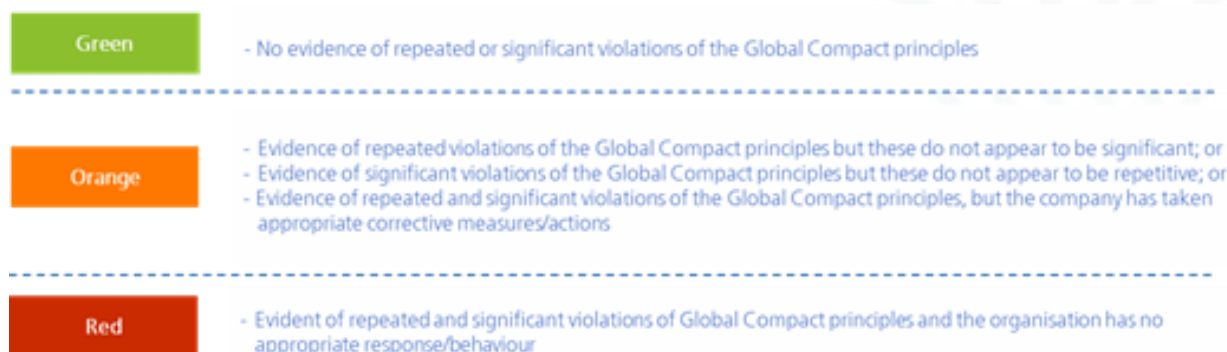 Green
- No evidence of repeated or significant violations of the Global Compact principles
Orange
- Evidence of repeated violations of the Global Compact principles but these do not appear to be significant; or
- Evidence of significant violations of the Global Compact principles but these do not appear to be repetitive; or
- Evidence of repeated and significant violations of the Global Compact principles, but the company has taken
appropriate corrective measures/actions
Red
- Evident of repeated and significant violations of Global Compact principles and the organisation has no
appropriate response/behaviour